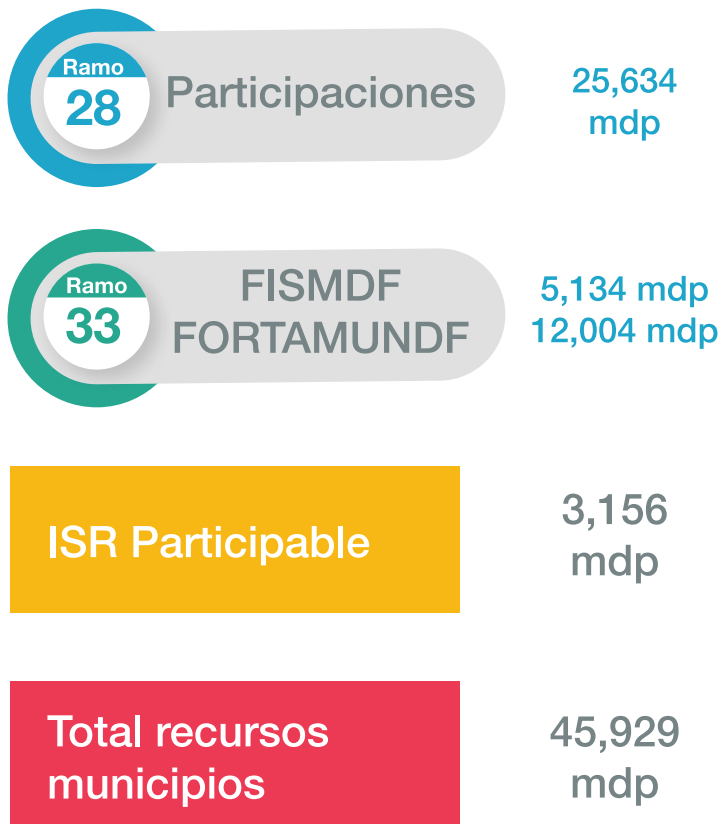 Ramo
28
Participaciones
25,634
mdp
Ramo
33
FISMDF
FORTAMUNDF
5,134 mdp
12,004 mdp
ISR Participable
3,156
mdp
Total recursos
municipios
45,929
mdp